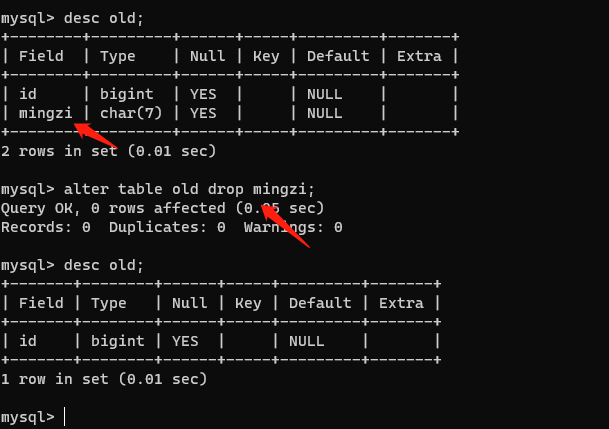 mysql> desc old;
+---------+---------+------+-----+---------+-------+
| Field   | Type    | Null | Key | Default | Extra |
+---------+---------+------+-----+---------+-------+
| id      | bigint  | YES  |     | NULL    |       |
| mingzi | char(7) | YES  |     | NULL    |       |
+---------+---------+------+-----+---------+-------+
2 rows in set (0.01 sec)
mysql> alter table old drop mingzi;
Query OK, 0 rows affected (0.05 sec)
Records: 0  Duplicates: 0  Warnings: 0
mysql> desc old;
+-------+--------+------+-----+---------+-------+
| Field | Type   | Null | Key | Default | Extra |
+-------+--------+------+-----+---------+-------+
| id    | bigint | YES  |     | NULL    |       |
+-------+--------+------+-----+---------+-------+
1 row in set (0.01 sec)
mysql>